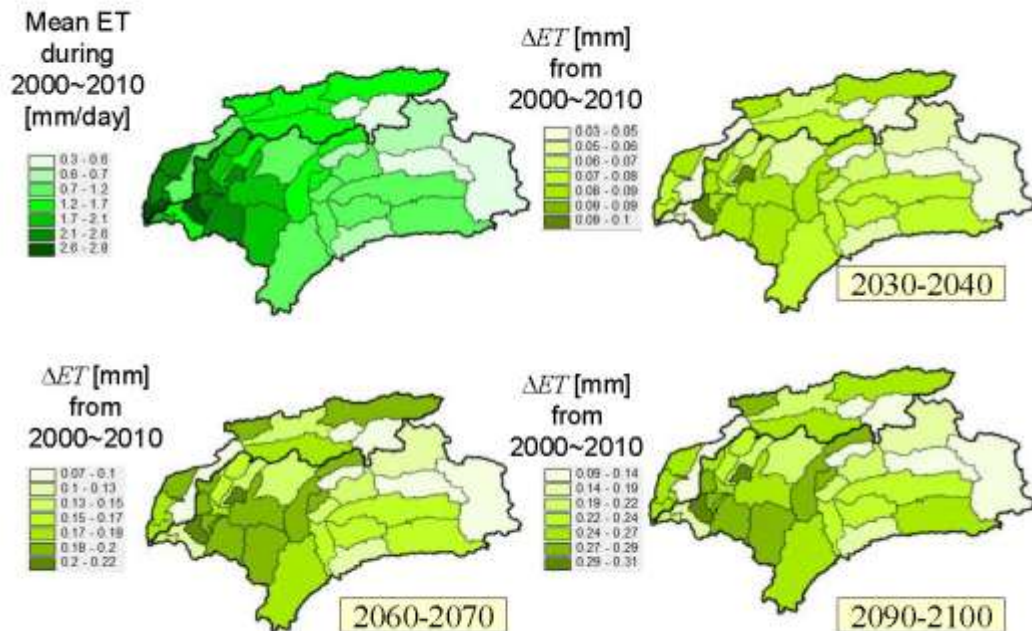 Mean ET
during
2000~2010
[mm/day]
0.3 - 0.6
0.6 - 0.7
0.7 - 1.2
1.2 - 1.7
1.7 - 2.1
2.1 - 2.6
2.6 - 2.8
ΔET [mm]
from
2000~2010
0.03 - 0.05
0.05 - 0.06
0.06 - 0.07
0.07 - 0.08
0.08 - 0.09
0.09 - 0.09
0.09 - 0.1
2030-2040
ΔET [mm]
from
2000~2010
0.07 - 0.1
0.1 - 0.13
0.13 - 0.15
0.15 - 0.17
0.17 - 0.18
0.18 - 0.2
0.2 - 0.22
2060-2070
ΔET [mm]
from
2000~2010
0.09 - 0.14
0.14 - 0.19
0.19 - 0.22
0.22 - 0.24
0.24 - 0.27
0.27 - 0.29
0.29 - 0.31
2090-2100